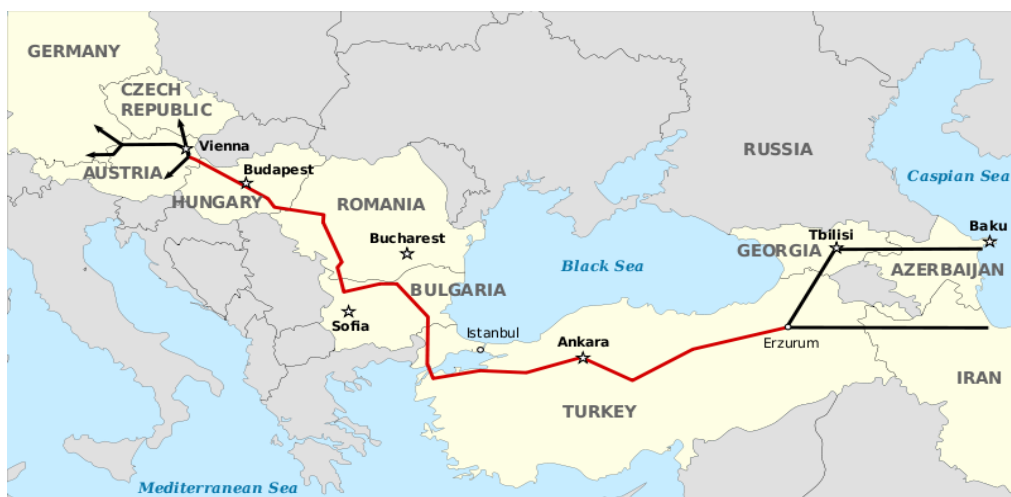 GERMANY
CZECH
REPUBLIC
Vienna
AUSTRIA
Budapest
HUNGARY
ROMANIA
Bucharest
BULGARIA
Sofia
Istanbul
Ankara
TURKEY
Black Sea
RUSSIA
Caspian Sea
Tbilisi
GEORGIA
Baku
AZERBAIJAN
Erzurum
IRAN
Mediterranean Sea